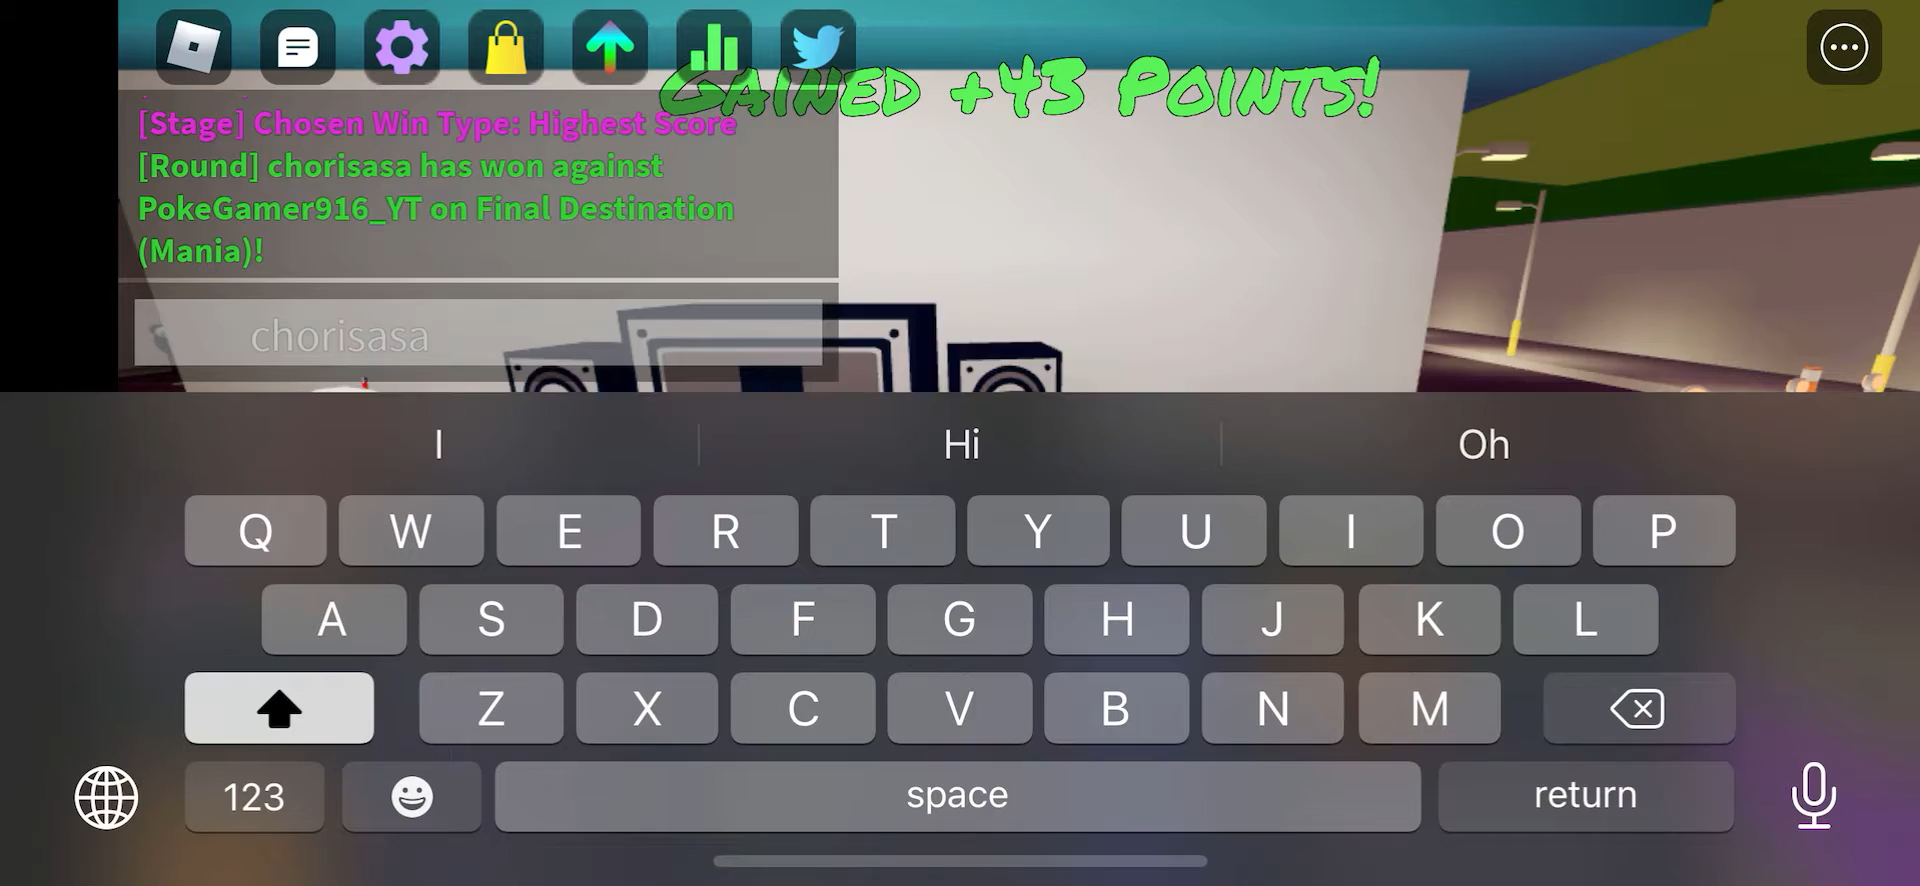 GAINED +43 POINTS!
[Stage] Chosen Win Type: Highest Score
[Round] chorisasa has won against
PokeGamer916_YT on Final Destination
(Mania)!
chorisasa
I Hi Oh
Q W E R T Y U I O P
A S D F G H J K L
Z X C V B N M
123 space return